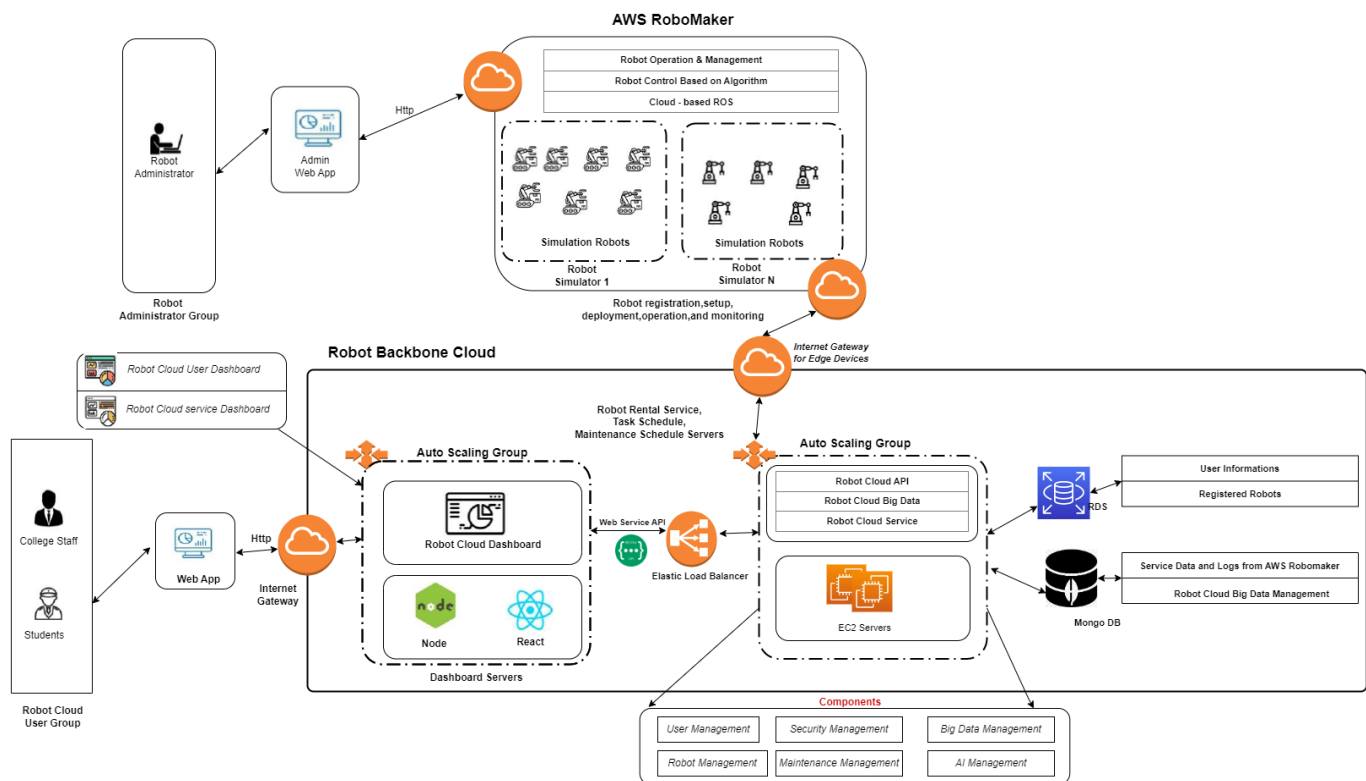 AWS RoboMaker
Robot Operation & Management
Robot Control Based on Algorithm
Cloud - based ROS
Http
Robot
Administrator
Admin
Web App
Simulation Robots
Simulation Robots
Robot
Simulator 1
Robot
Simulator N
Robot
Administrator Group
Robot registration,setup,
deployment,operation,and monitoring
Internet Gateway
for Edge Devices
Robot Backbone Cloud
Robot Cloud User Dashboard
Robot Cloud service Dashboard
Robot Rental Service,
Task Schedule,
Maintenance Schedule Servers
Auto Scaling Group
Auto Scaling Group
Robot Cloud API
Robot Cloud Big Data
Robot Cloud Service
User Informations
Registered Robots
RDS
College Staff
Students
Web App
Http
Internet
Gateway
Robot Cloud Dashboard
Web Service API
Elastic Load Balancer
node
Node
React
EC2 Servers
Service Data and Logs from AWS Robomaker
Robot Cloud Big Data Management
Mongo DB
Dashboard Servers
Robot Cloud
User Group
Components
User Management
Security Management
Big Data Management
Robot Management
Maintenance Management
AI Management